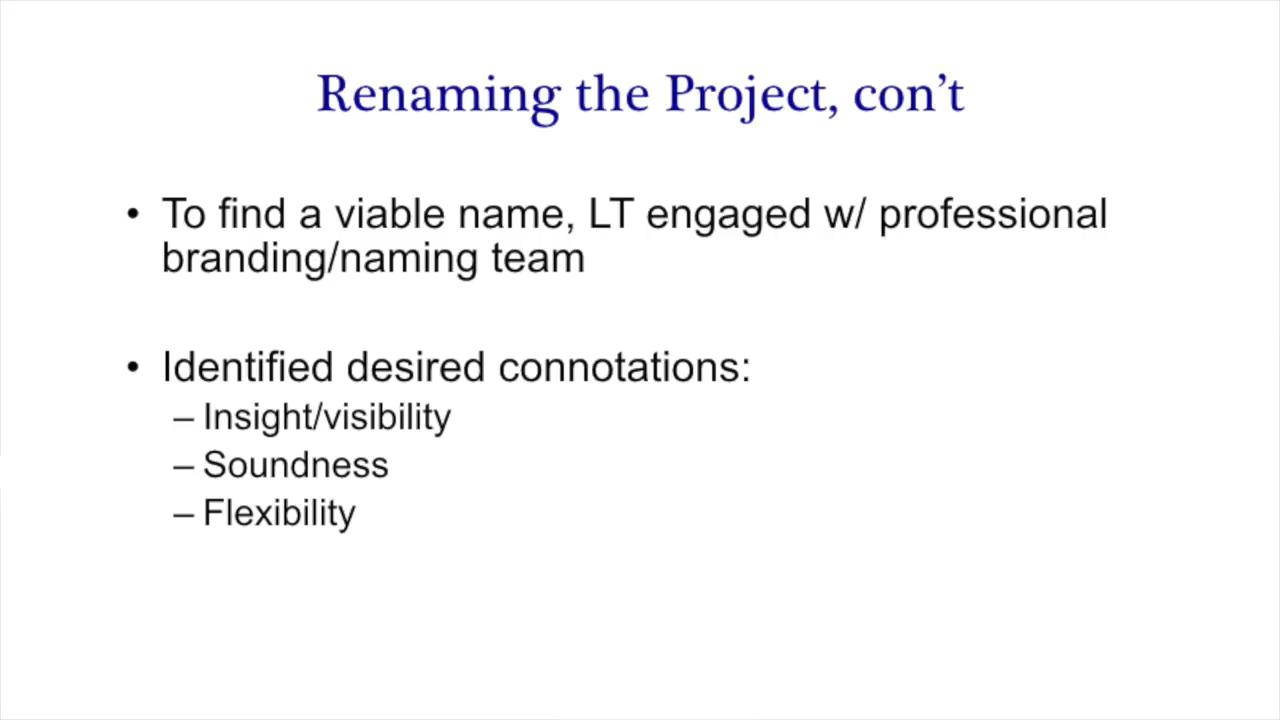 Renaming the Project, con’t
• To find a viable name, LT engaged w/ professional
branding/naming team
• Identified desired connotations:
– Insight/visibility
– Soundness
– Flexibility